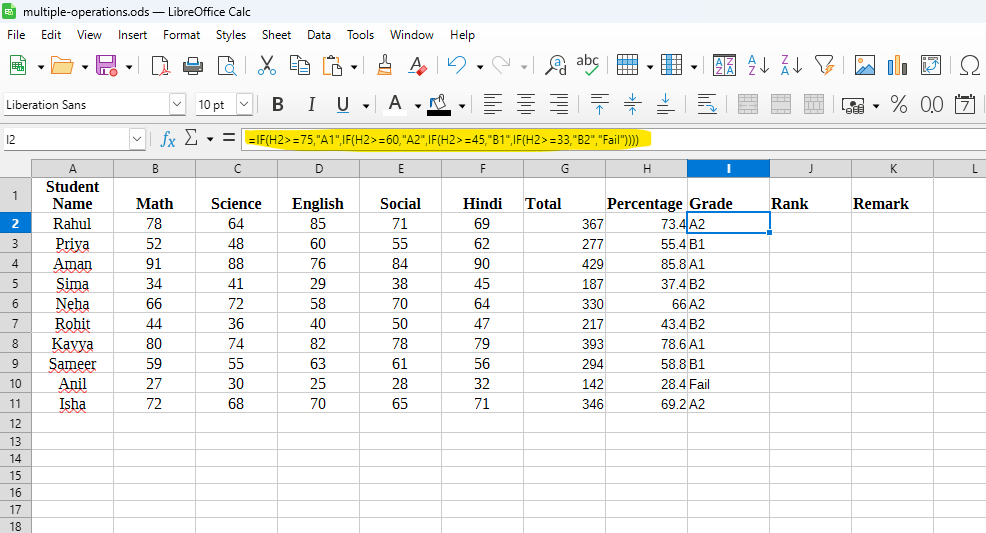 multiple-operations.ods — LibreOffice Calc
File Edit View Insert Format Styles Sheet Data Tools Window Help
Liberation Sans 10 pt B I U A % 0.0 7
I2 fx Σ = =IF(H2>=75,"A1",IF(H2>=60,"A2",IF(H2>=45,"B1",IF(H2>=33,"B2","Fail"))))
A B C D E F G H I J K L
1 Student Name Math Science English Social Hindi Total Percentage Grade Rank Remark
2 Rahul 78 64 85 71 69 367 73.4 A2
3 Priya 52 48 60 55 62 277 55.4 B1
4 Aman 91 88 76 84 90 429 85.8 A1
5 Sima 34 41 29 38 45 187 37.4 B2
6 Neha 66 72 58 70 64 330 66 A2
7 Rohit 44 36 40 50 47 217 43.4 B2
8 Kavya 80 74 82 78 79 393 78.6 A1
9 Sameer 59 55 63 61 56 294 58.8 B1
10 Anil 27 30 25 28 32 142 28.4 Fail
11 Isha 72 68 70 65 71 346 69.2 A2
12
13
14
15
16
17
18